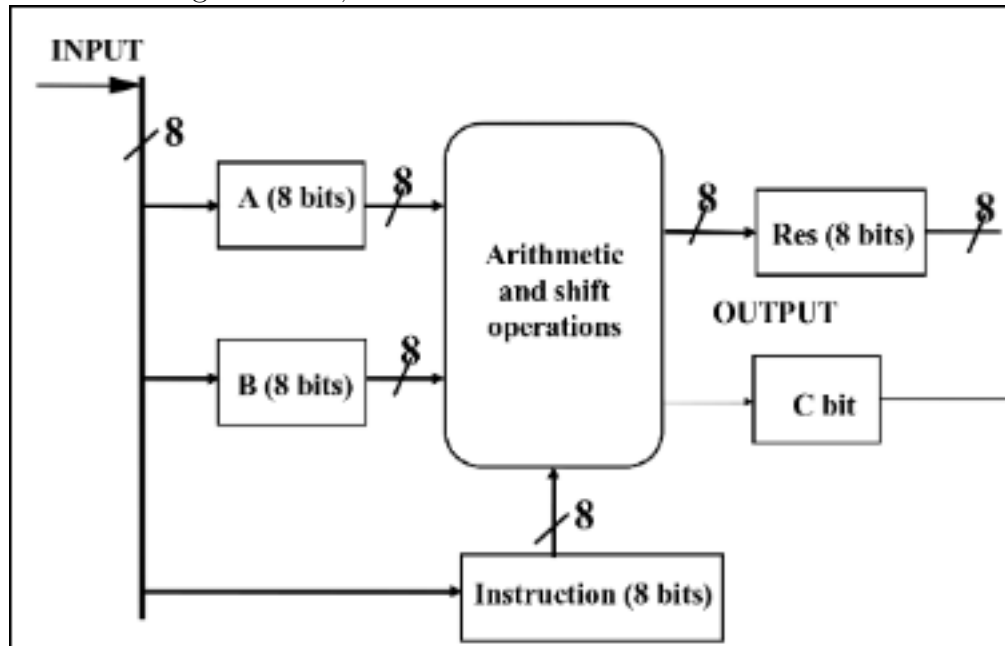 INPUT
8
A (8 bits)
8
8
Res (8 bits)
8
Arithmetic
and shift
operations
OUTPUT
B (8 bits)
8
C bit
8
Instruction (8 bits)